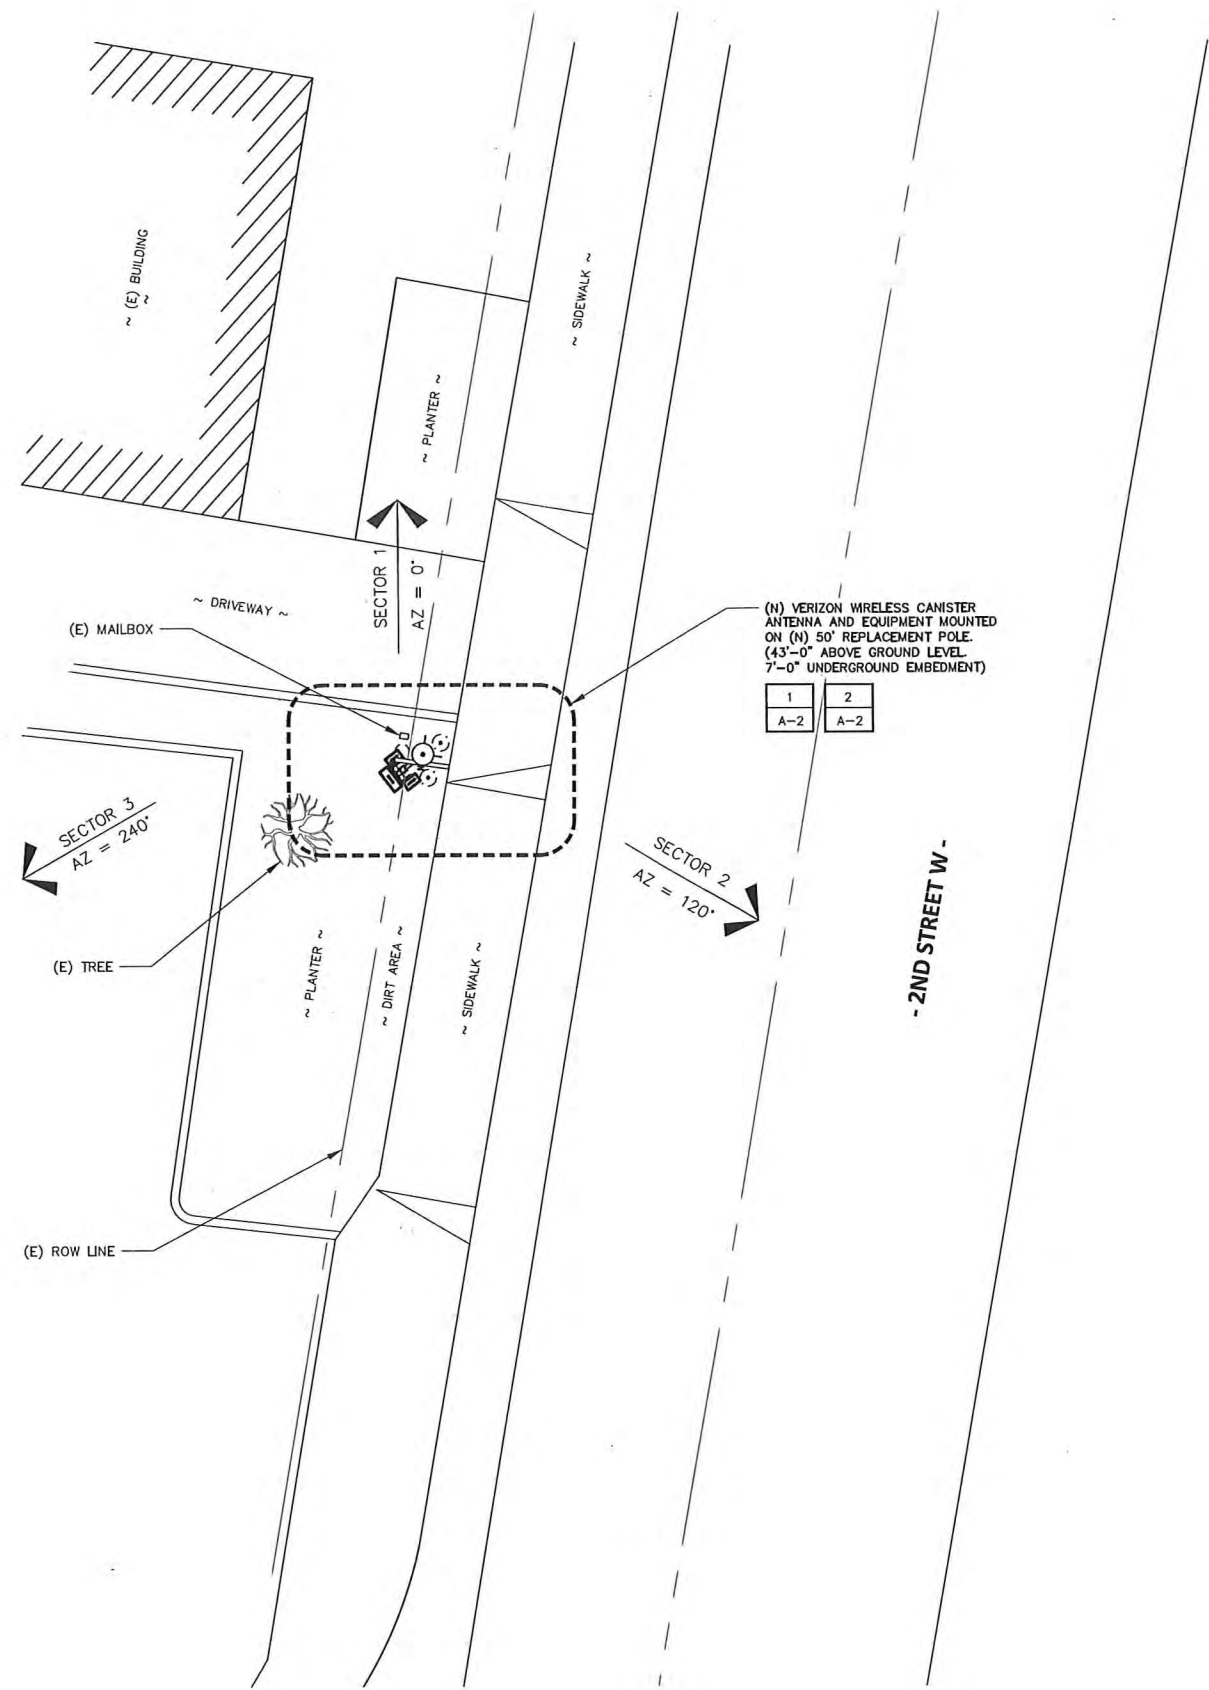 ~ (E) BUILDING ~
~ SIDEWALK ~
~ PLANTER ~
SECTOR 1
AZ = 0°
~ DRIVEWAY ~
(E) MAILBOX
(N) VERIZON WIRELESS CANISTER
ANTENNA AND EQUIPMENT MOUNTED
ON (N) 50' REPLACEMENT POLE.
(43'-0" ABOVE GROUND LEVEL.
7'-0" UNDERGROUND EMBEDMENT)
1
A-2
2
A-2
SECTOR 3
AZ = 240°
SECTOR 2
AZ = 120°
- 2ND STREET W -
(E) TREE
~ PLANTER ~
~ DIRT AREA ~
~ SIDEWALK ~
(E) ROW LINE